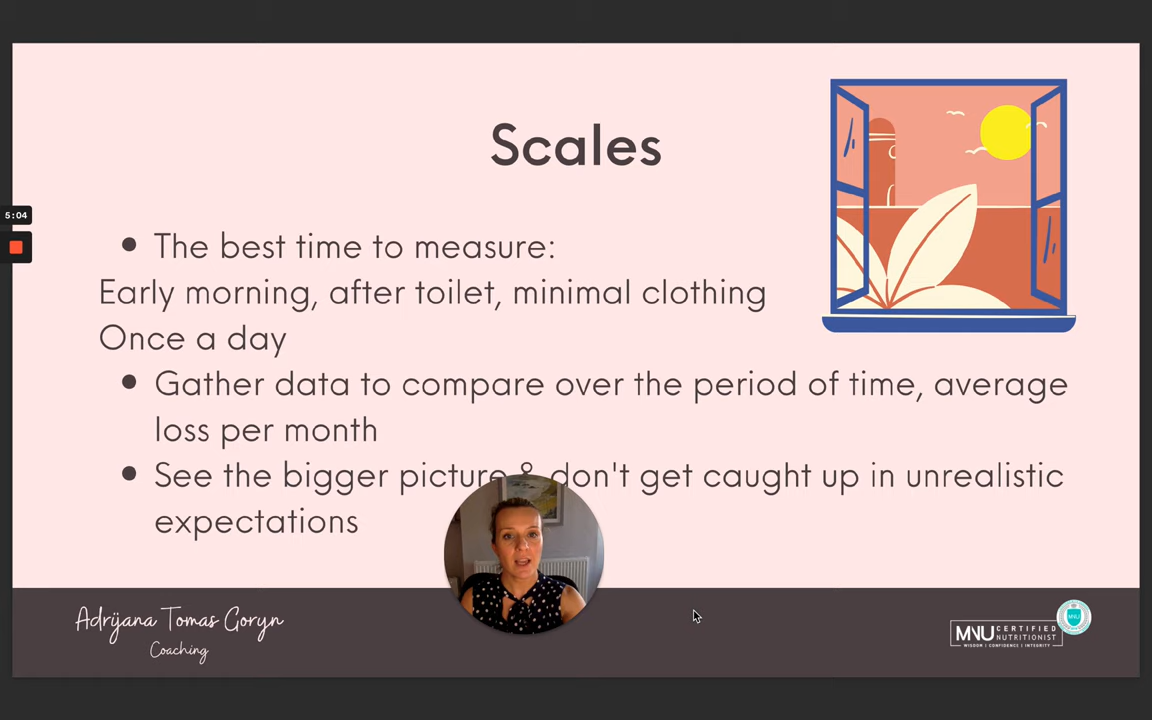 Scales
5:04
• The best time to measure:
Early morning, after toilet, minimal clothing
Once a day
• Gather data to compare over the period of time, average
loss per month
• See the bigger picture & don't get caught up in unrealistic
expectations
Adrijana Tomas Goryn
Coaching
MNU CERTIFIED
NUTRITIONIST
WISDOM | CONFIDENCE | INTEGRITY
MNU